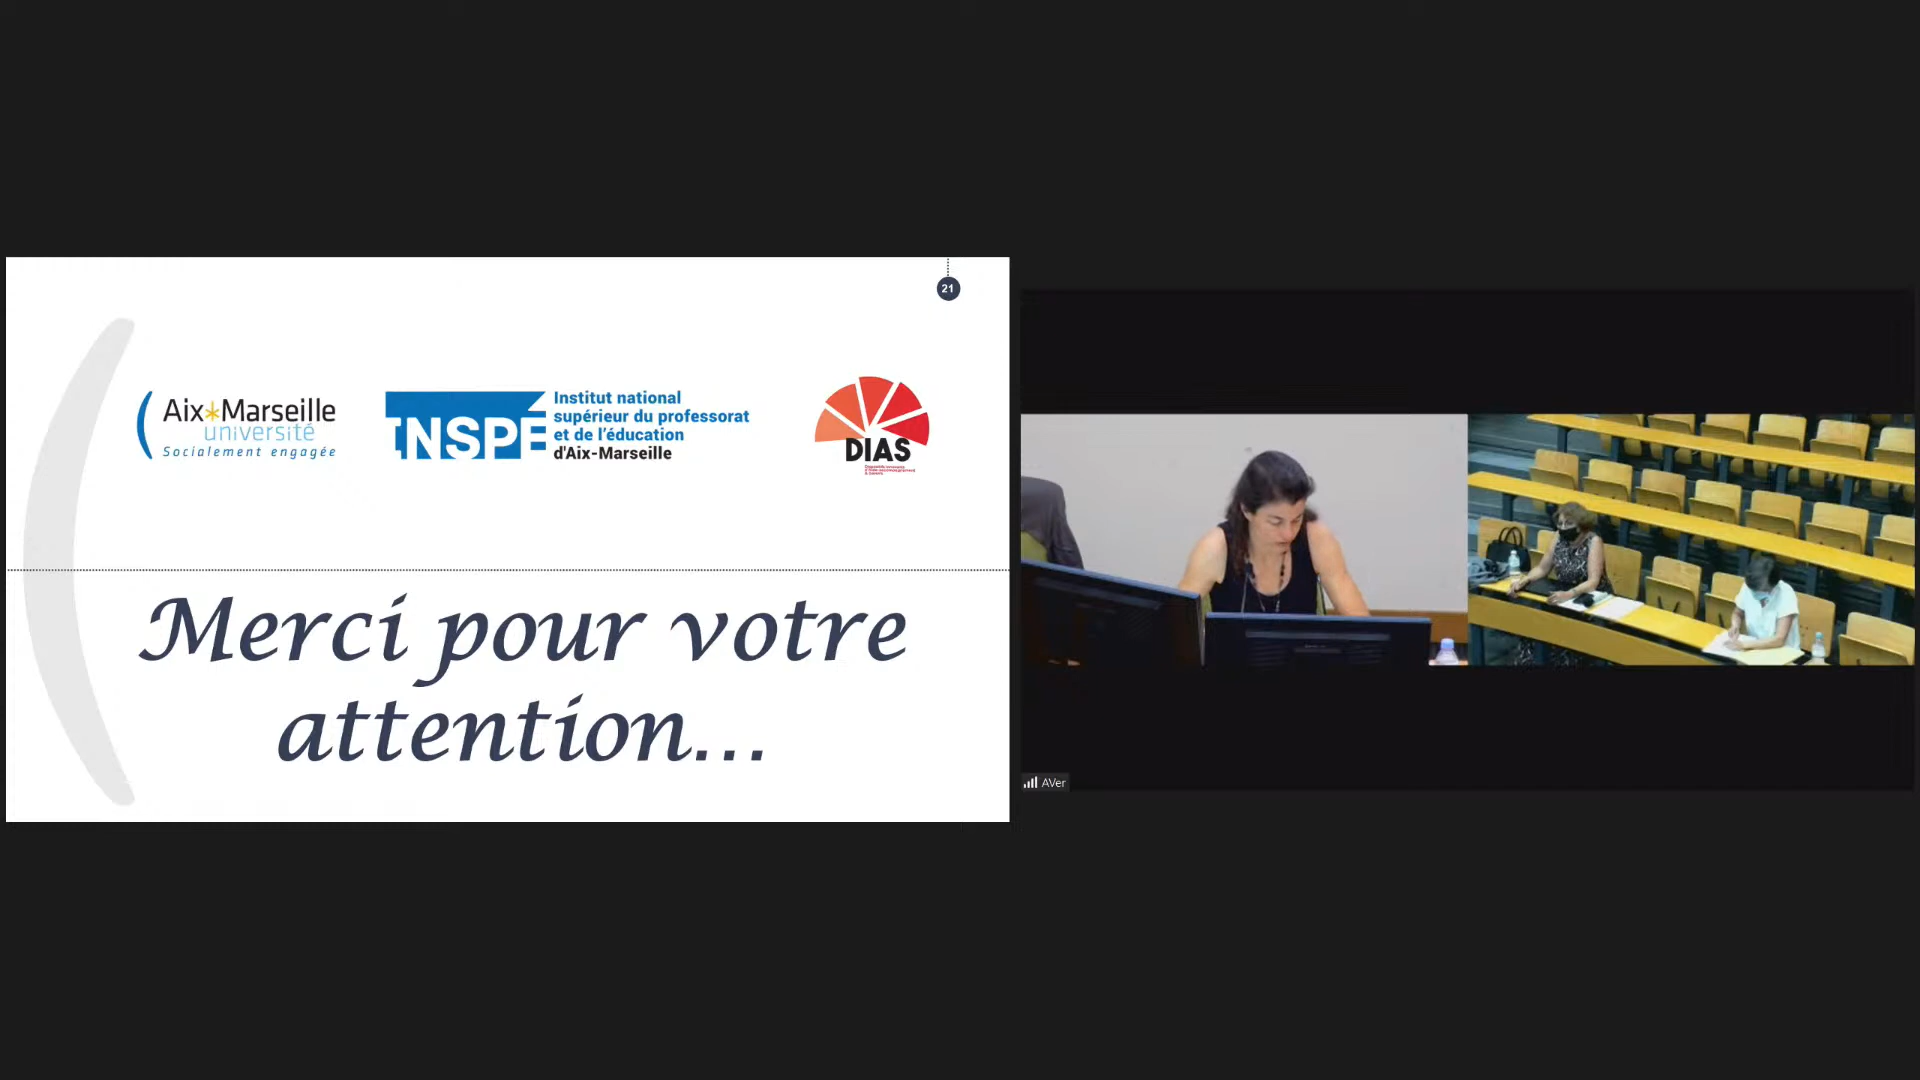 21
Aix*Marseille
université
Socialement engagée
INSPÉ
Institut national
supérieur du professorat
et de l'éducation
d'Aix-Marseille
DIAS
Merci pour votre
attention...
AVer